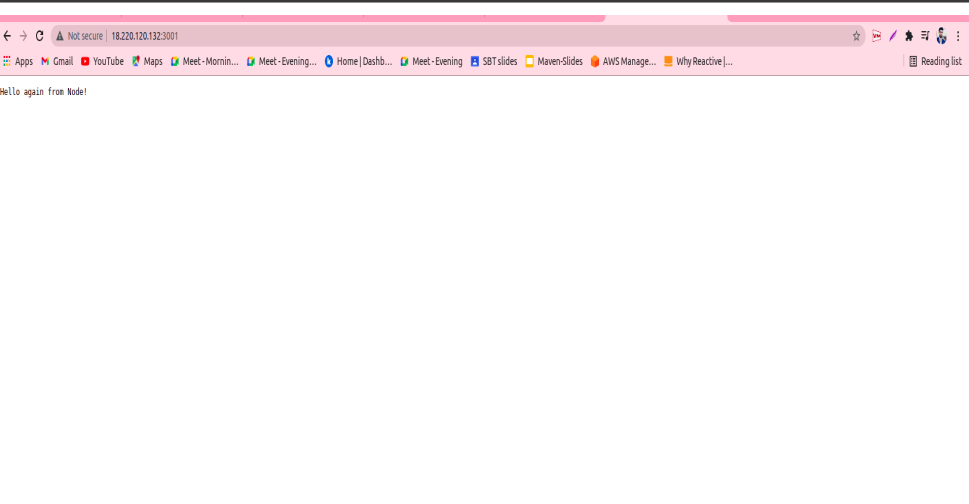 Not secure | 18.220.120.132:3001
Apps Gmail YouTube Maps Meet - Mornin... Meet - Evening... Home | Dashb... Meet - Evening SBT slides Maven-Slides AWS Manage... Why Reactive |... Reading list
Hello again from Node!